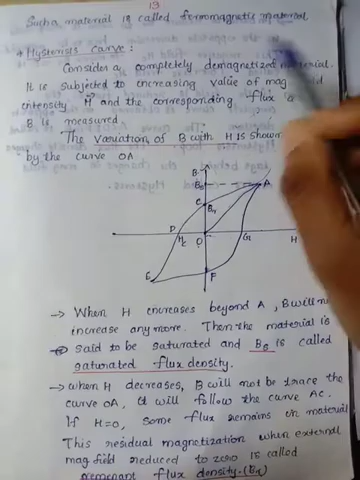 13
Such a material is called ferromagnetic material
* Hysterisis Curve :
Consider a completely demagnetized material.
It is subjected to increasing value of mag
intensity H and the corresponding flux
B is measured.
The variation of B with H is shown
by the curve OA
B
Bs
A
C
Br
D
Hc
O
G
H
E
F
→ When H increases beyond A, B will no
increase any more. Then the material is
said to be saturated and Bs is called
saturated flux density.
→ when H decreases, B will not be trace the
curve OA, it will follow the curve AC.
If H=0, some flux remains in material
This residual magnetization when external
mag field reduced to zero is called
remenant flux density.(Br)